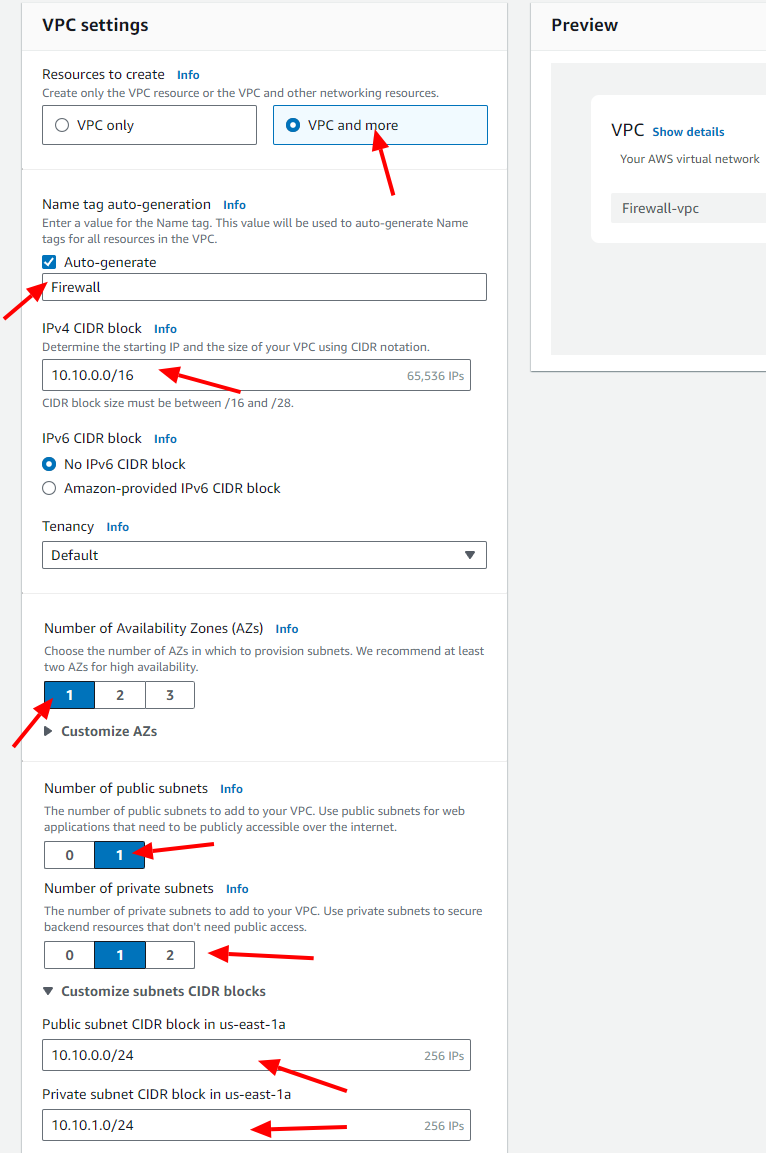 VPC settings
Resources to create Info
Create only the VPC resource or the VPC and other networking resources.
VPC only
VPC and more
Name tag auto-generation Info
Enter a value for the Name tag. This value will be used to auto-generate Name
tags for all resources in the VPC.
Auto-generate
Firewall
IPv4 CIDR block Info
Determine the starting IP and the size of your VPC using CIDR notation.
10.10.0.0/16 65,536 IPs
CIDR block size must be between /16 and /28.
IPv6 CIDR block Info
No IPv6 CIDR block
Amazon-provided IPv6 CIDR block
Tenancy Info
Default
Number of Availability Zones (AZs) Info
Choose the number of AZs in which to provision subnets. We recommend at least
two AZs for high availability.
1 2 3
Customize AZs
Number of public subnets Info
The number of public subnets to add to your VPC. Use public subnets for web
applications that need to be publicly accessible over the internet.
0 1
Number of private subnets Info
The number of private subnets to add to your VPC. Use private subnets to secure
backend resources that don't need public access.
0 1 2
Customize subnets CIDR blocks
Public subnet CIDR block in us-east-1a
10.10.0.0/24 256 IPs
Private subnet CIDR block in us-east-1a
10.10.1.0/24 256 IPs
Preview
VPC Show details
Your AWS virtual network
Firewall-vpc